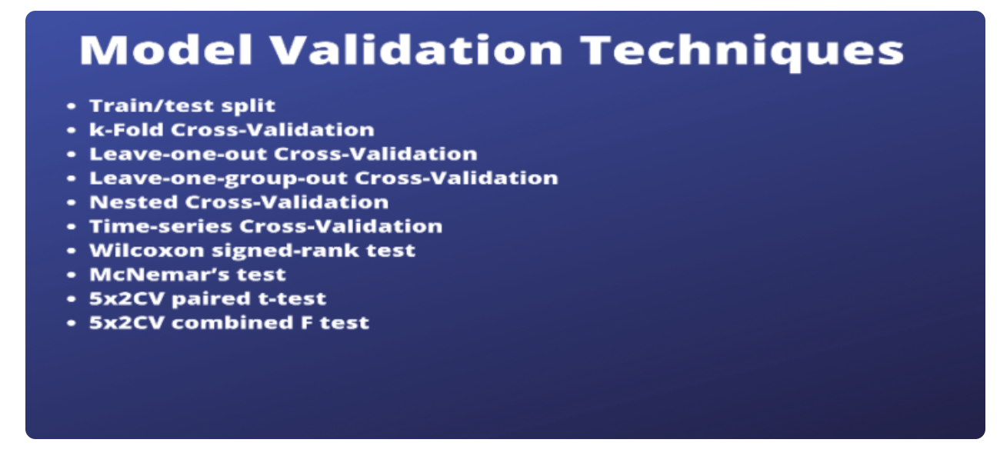 Model Validation Techniques
• Train/test split
• k-Fold Cross-Validation
• Leave-one-out Cross-Validation
• Leave-one-group-out Cross-Validation
• Nested Cross-Validation
• Time-series Cross-Validation
• Wilcoxon signed-rank test
• McNemar’s test
• 5x2CV paired t-test
• 5x2CV combined F test